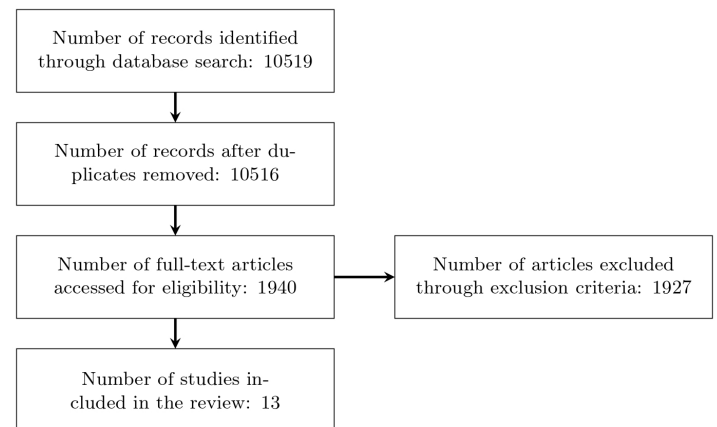 Number of records identified
through database search: 10519
Number of records after du-
plicates removed: 10516
Number of full-text articles
accessed for eligibility: 1940
Number of articles excluded
through exclusion criteria: 1927
Number of studies in-
cluded in the review: 13